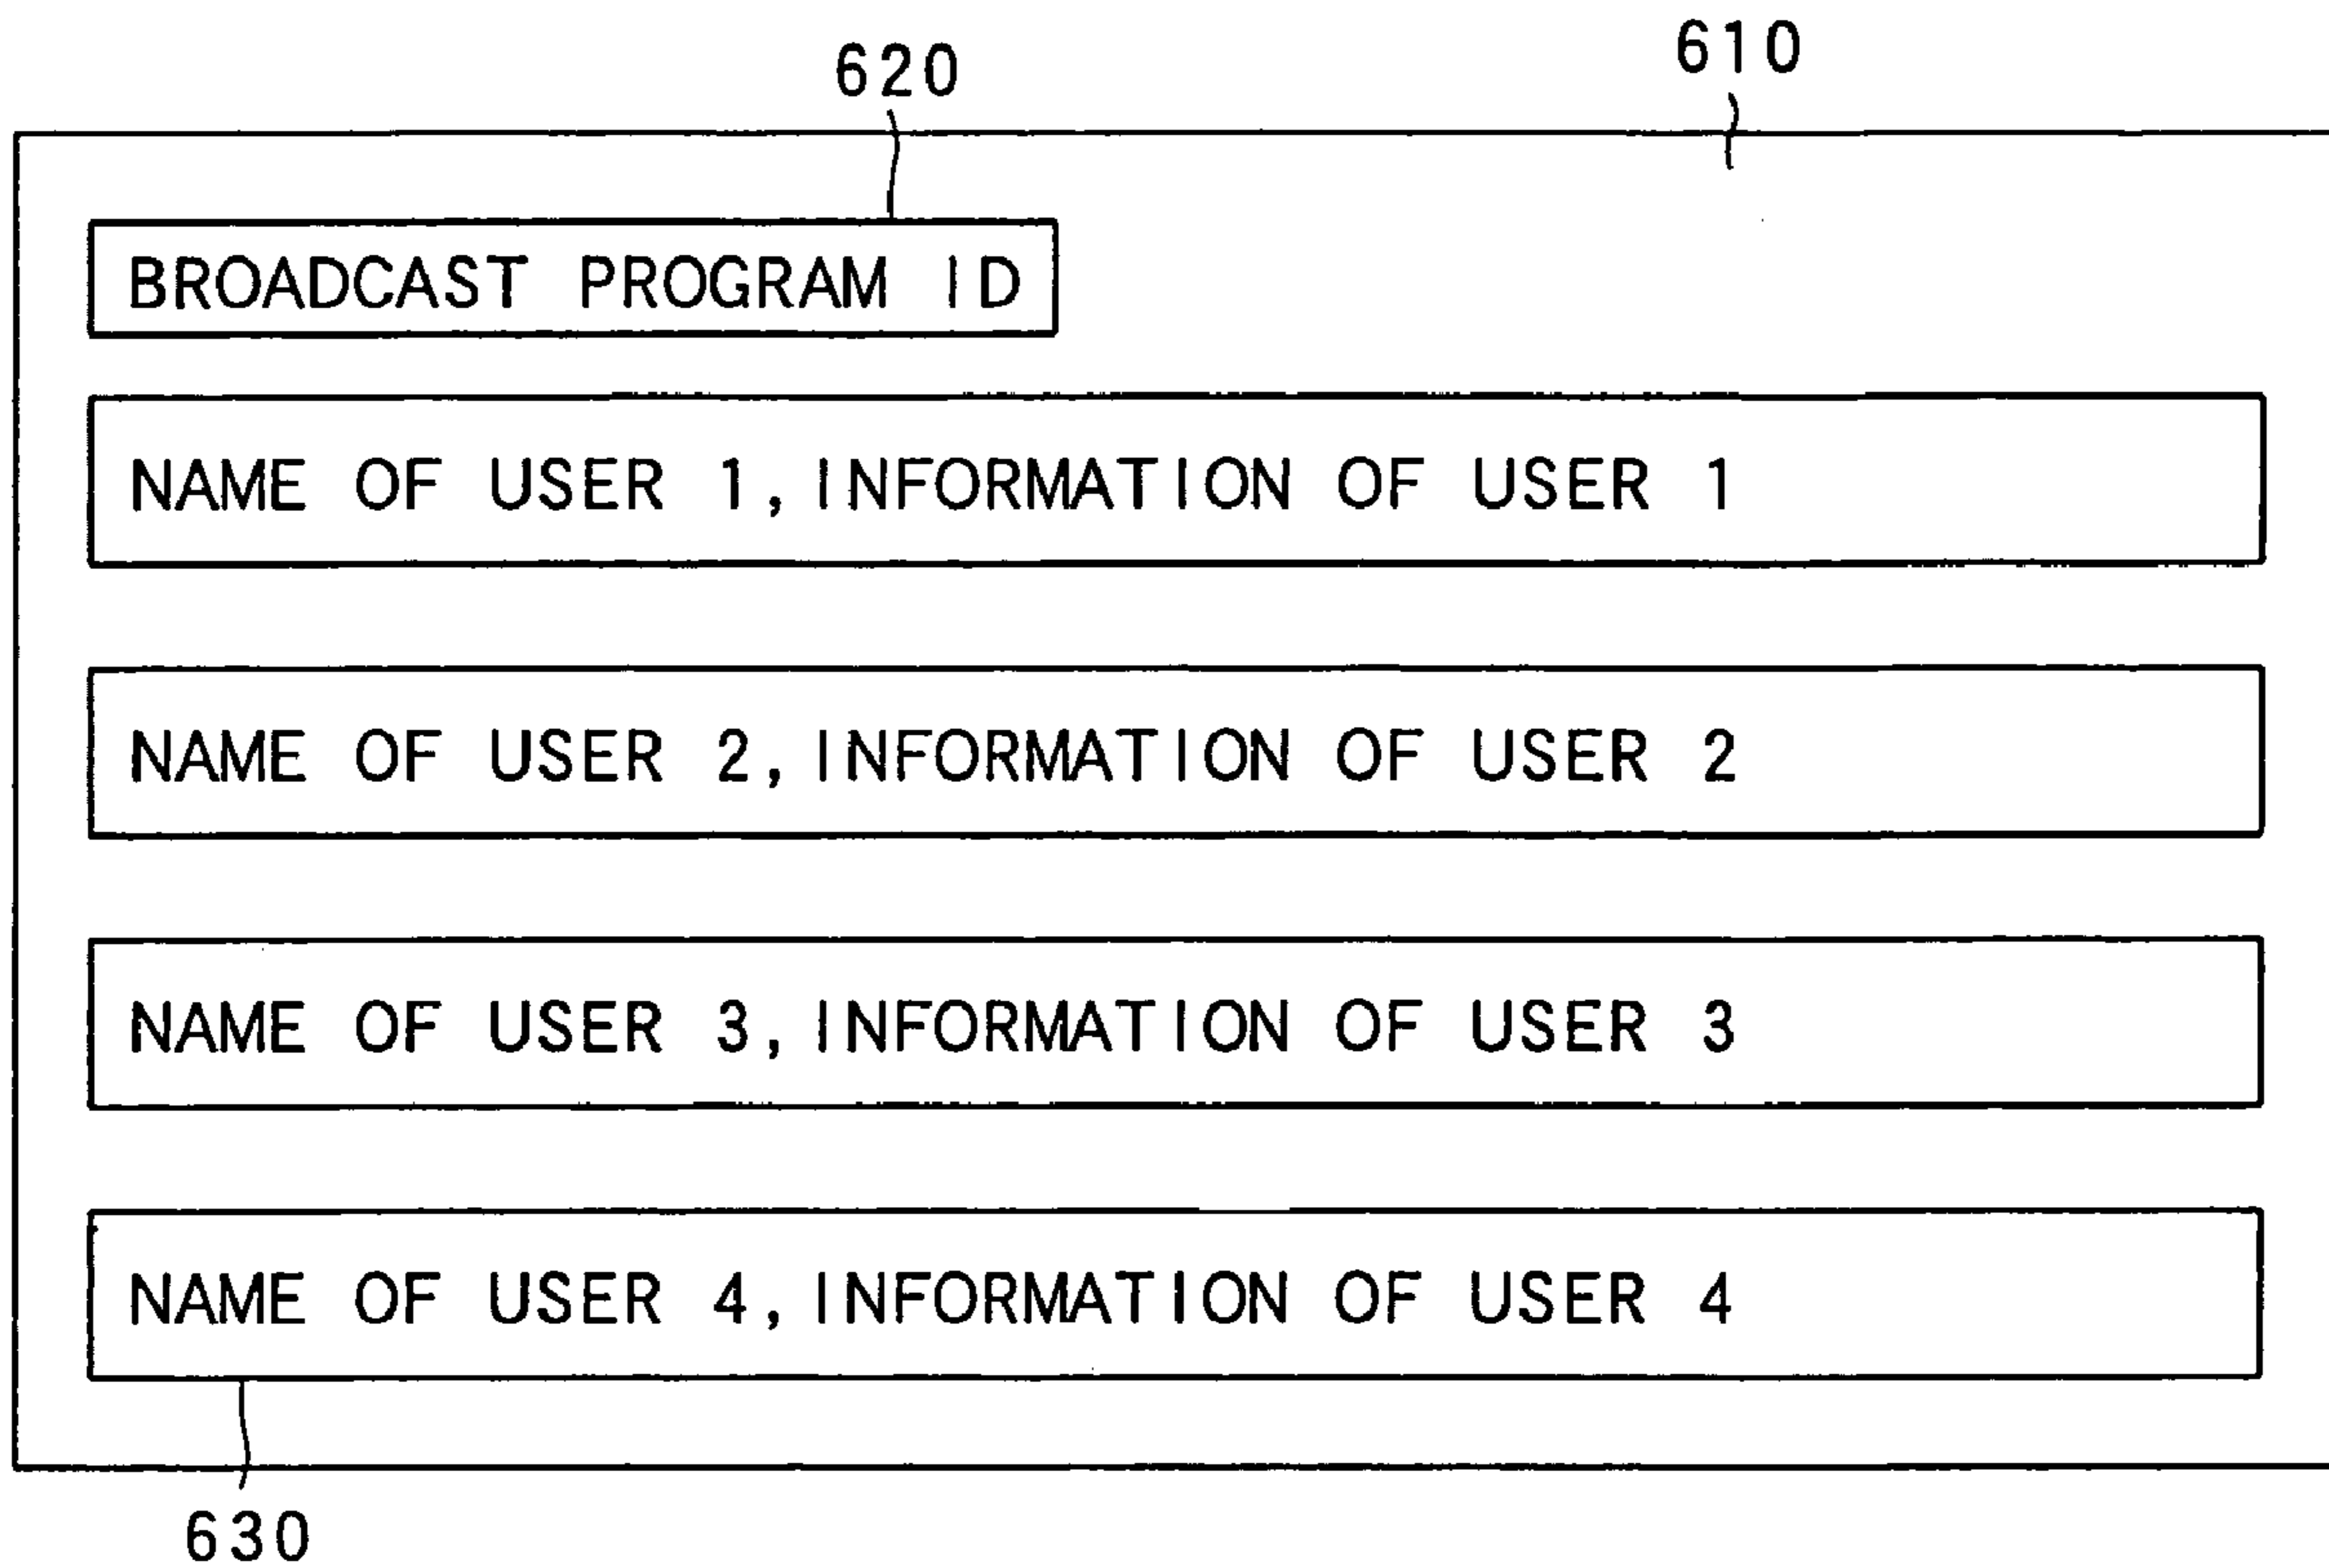 620
610
BROADCAST PROGRAM ID
NAME OF USER 1, INFORMATION OF USER 1
NAME OF USER 2, INFORMATION OF USER 2
NAME OF USER 3, INFORMATION OF USER 3
NAME OF USER 4, INFORMATION OF USER 4
630